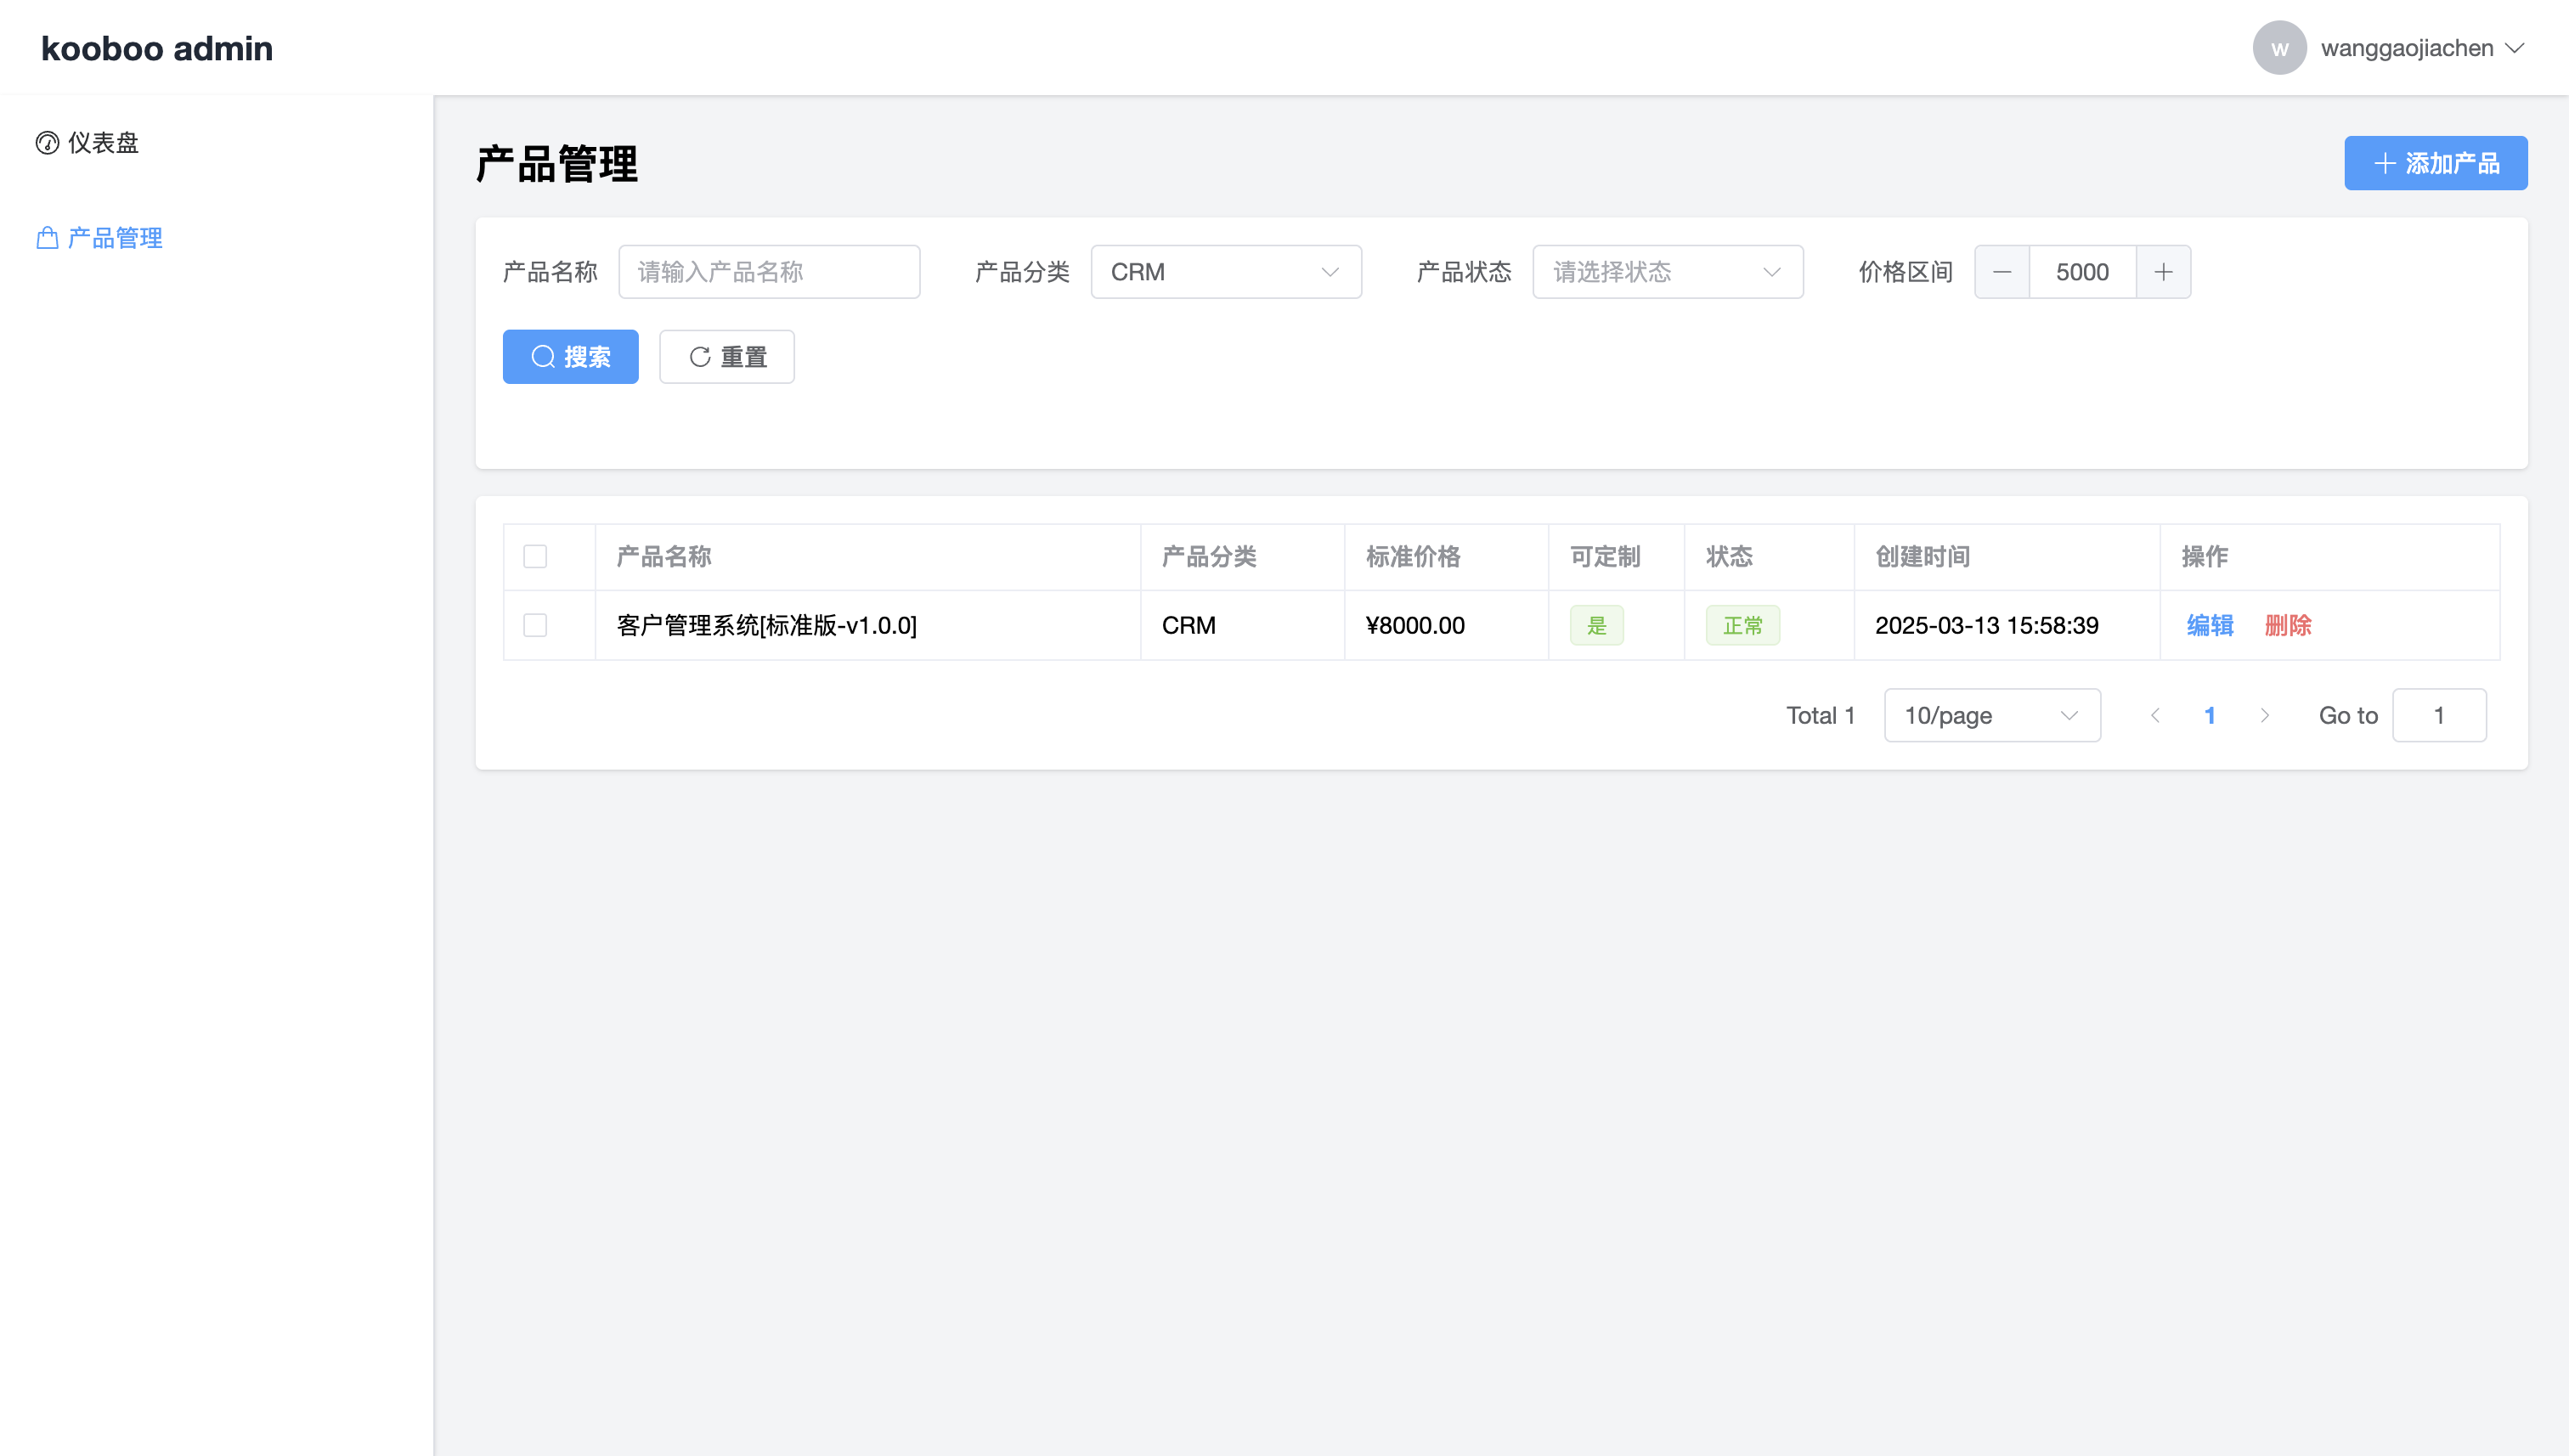 kooboo admin
w wanggaojiachen
仪表盘
产品管理
产品管理
添加产品
产品名称 请输入产品名称 产品分类 CRM 产品状态 请选择状态 价格区间 5000
搜索 重置
产品名称 产品分类 标准价格 可定制 状态 创建时间 操作
客户管理系统[标准版-v1.0.0] CRM ¥8000.00 是 正常 2025-03-13 15:58:39 编辑 删除
Total 1 10/page 1 Go to 1